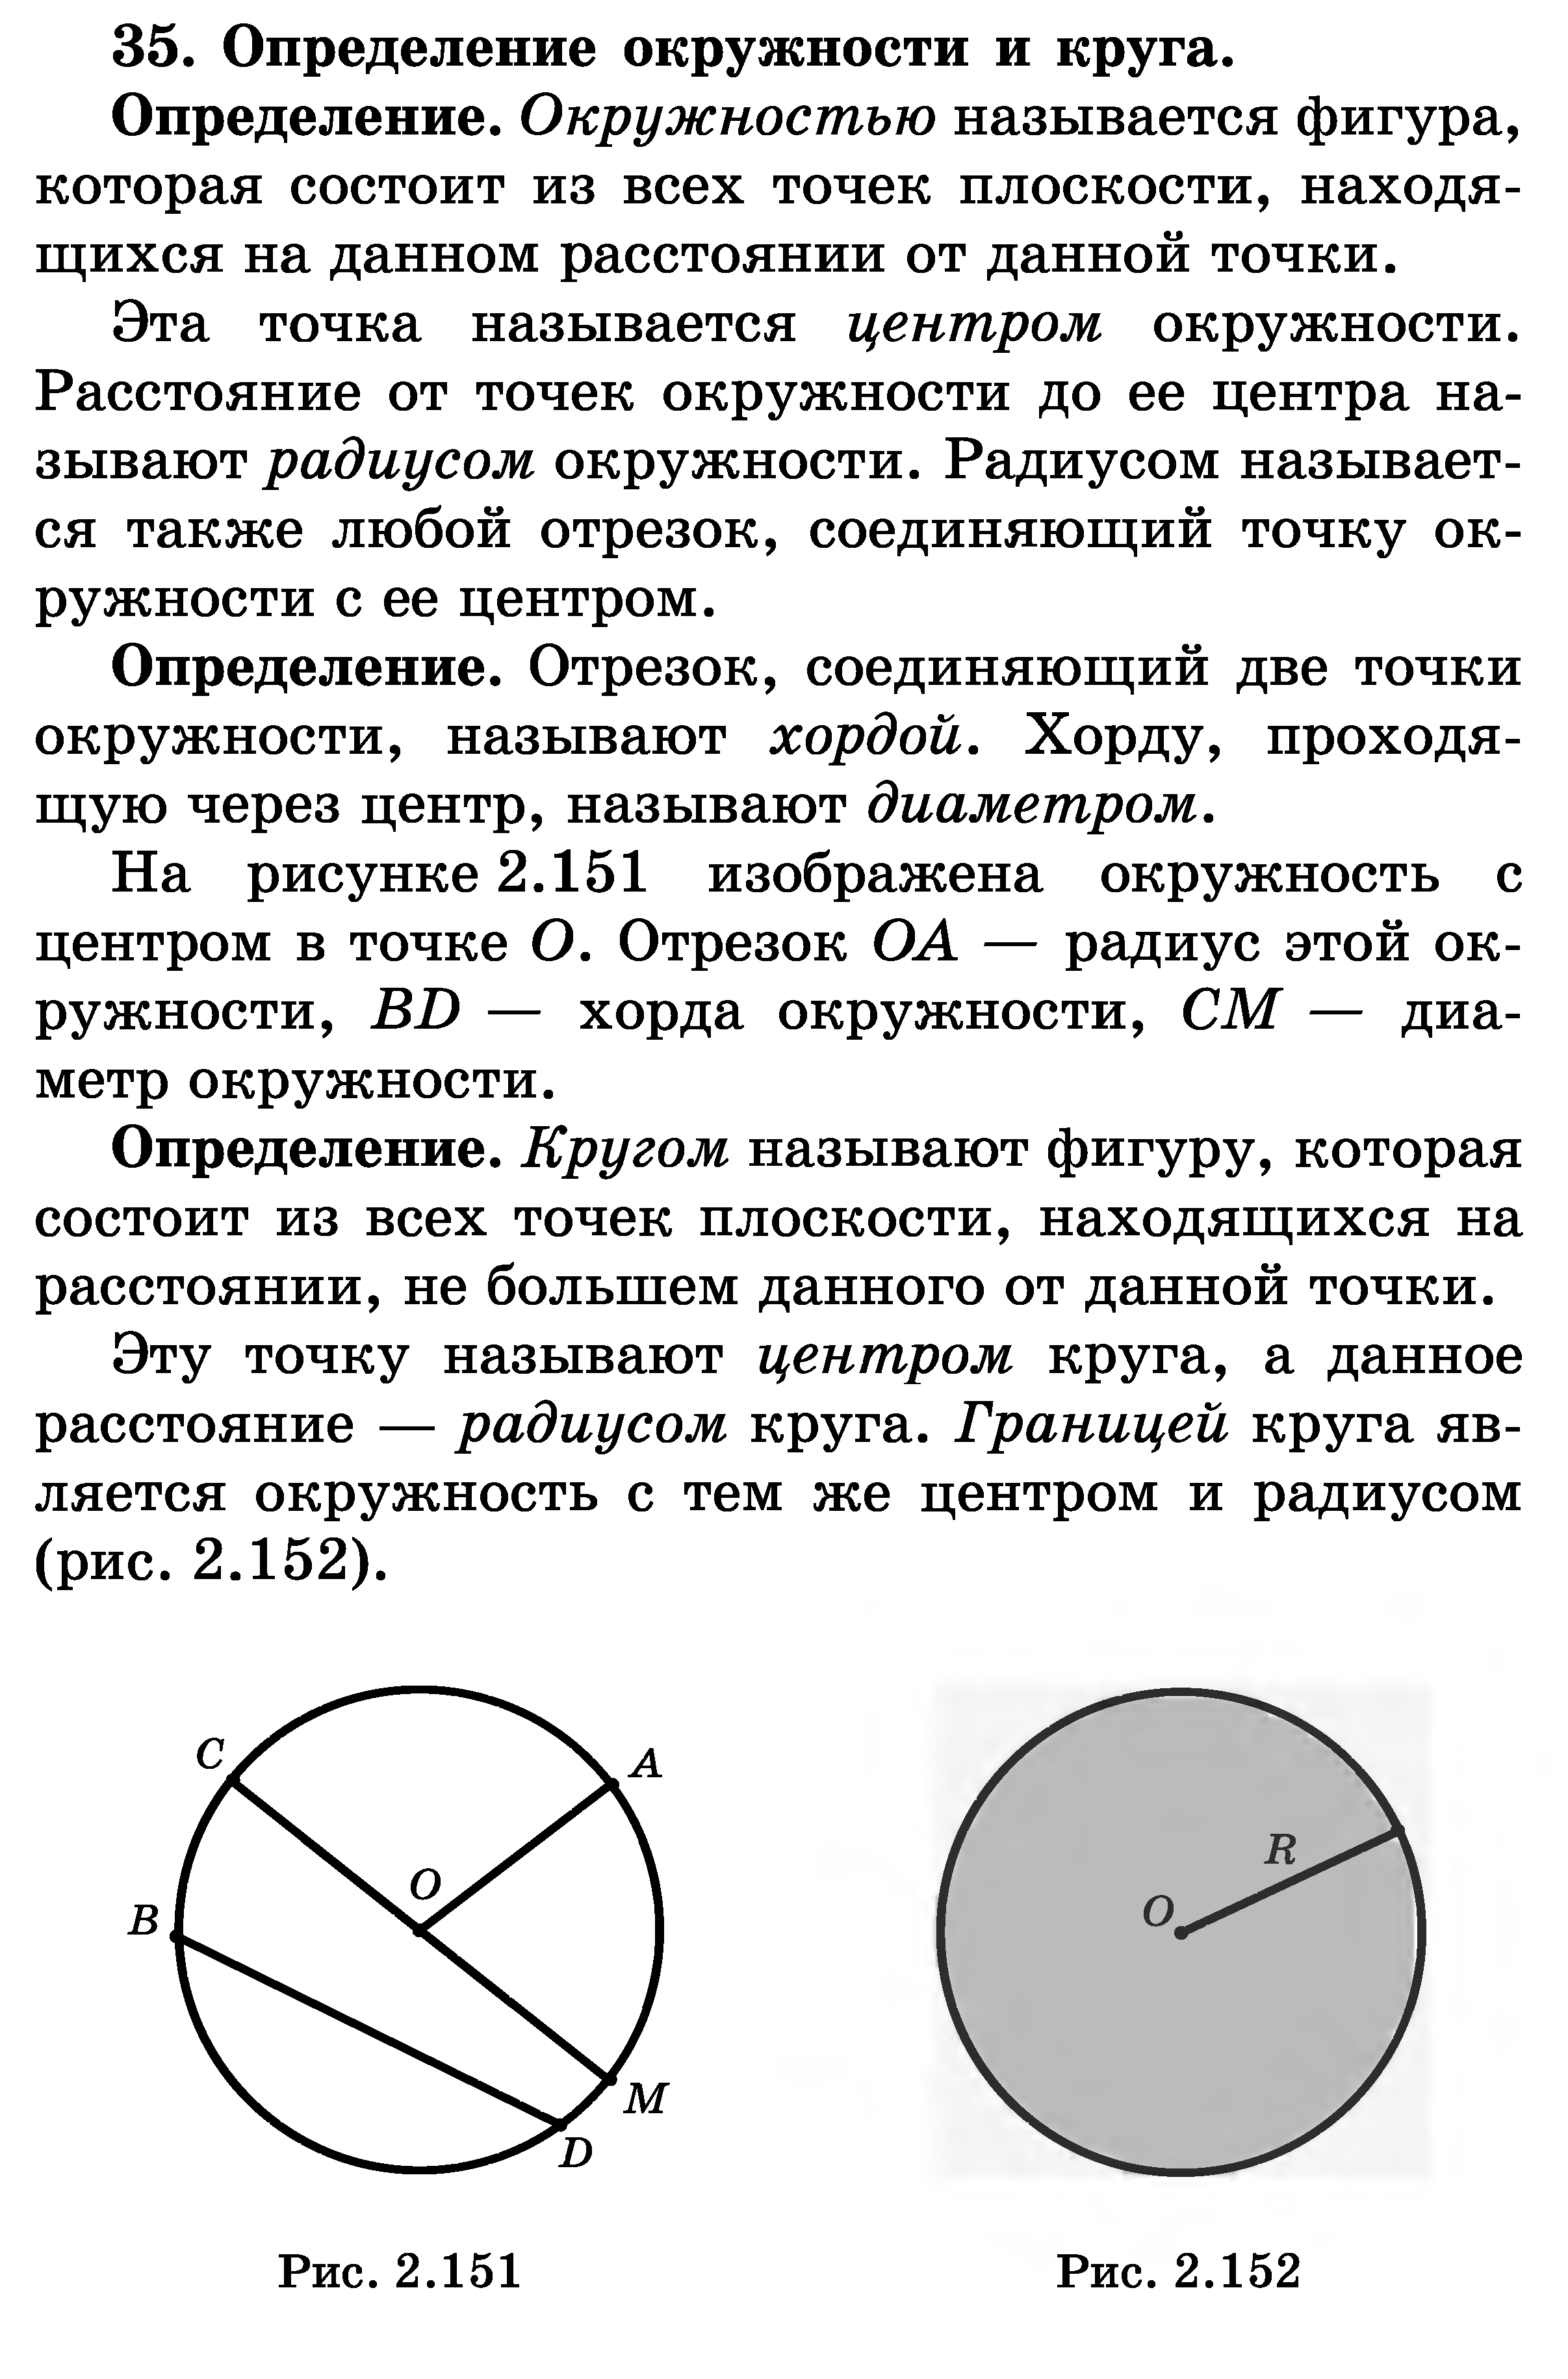 35. Определение окружности и круга.
Определение. Окружностью называется фигура,
которая состоит из всех точек плоскости, находя-
щихся на данном расстоянии от данной точки.
Эта точка называется центром окружности.
Расстояние от точек окружности до ее центра на-
зывают радиусом окружности. Радиусом называет-
ся также любой отрезок, соединяющий точку ок-
ружности с ее центром.
Определение. Отрезок, соединяющий две точки
окружности, называют хордой. Хорду, проходя-
щую через центр, называют диаметром.
На рисунке 2.151 изображена окружность с
центром в точке O. Отрезок OA — радиус этой ок-
ружности, BD — хорда окружности, CM — диа-
метр окружности.
Определение. Кругом называют фигуру, которая
состоит из всех точек плоскости, находящихся на
расстоянии, не большем данного от данной точки.
Эту точку называют центром круга, а данное
расстояние — радиусом круга. Границей круга яв-
ляется окружность с тем же центром и радиусом
(рис. 2.152).
C
A
O
B
M
D
R
O
Рис. 2.151
Рис. 2.152